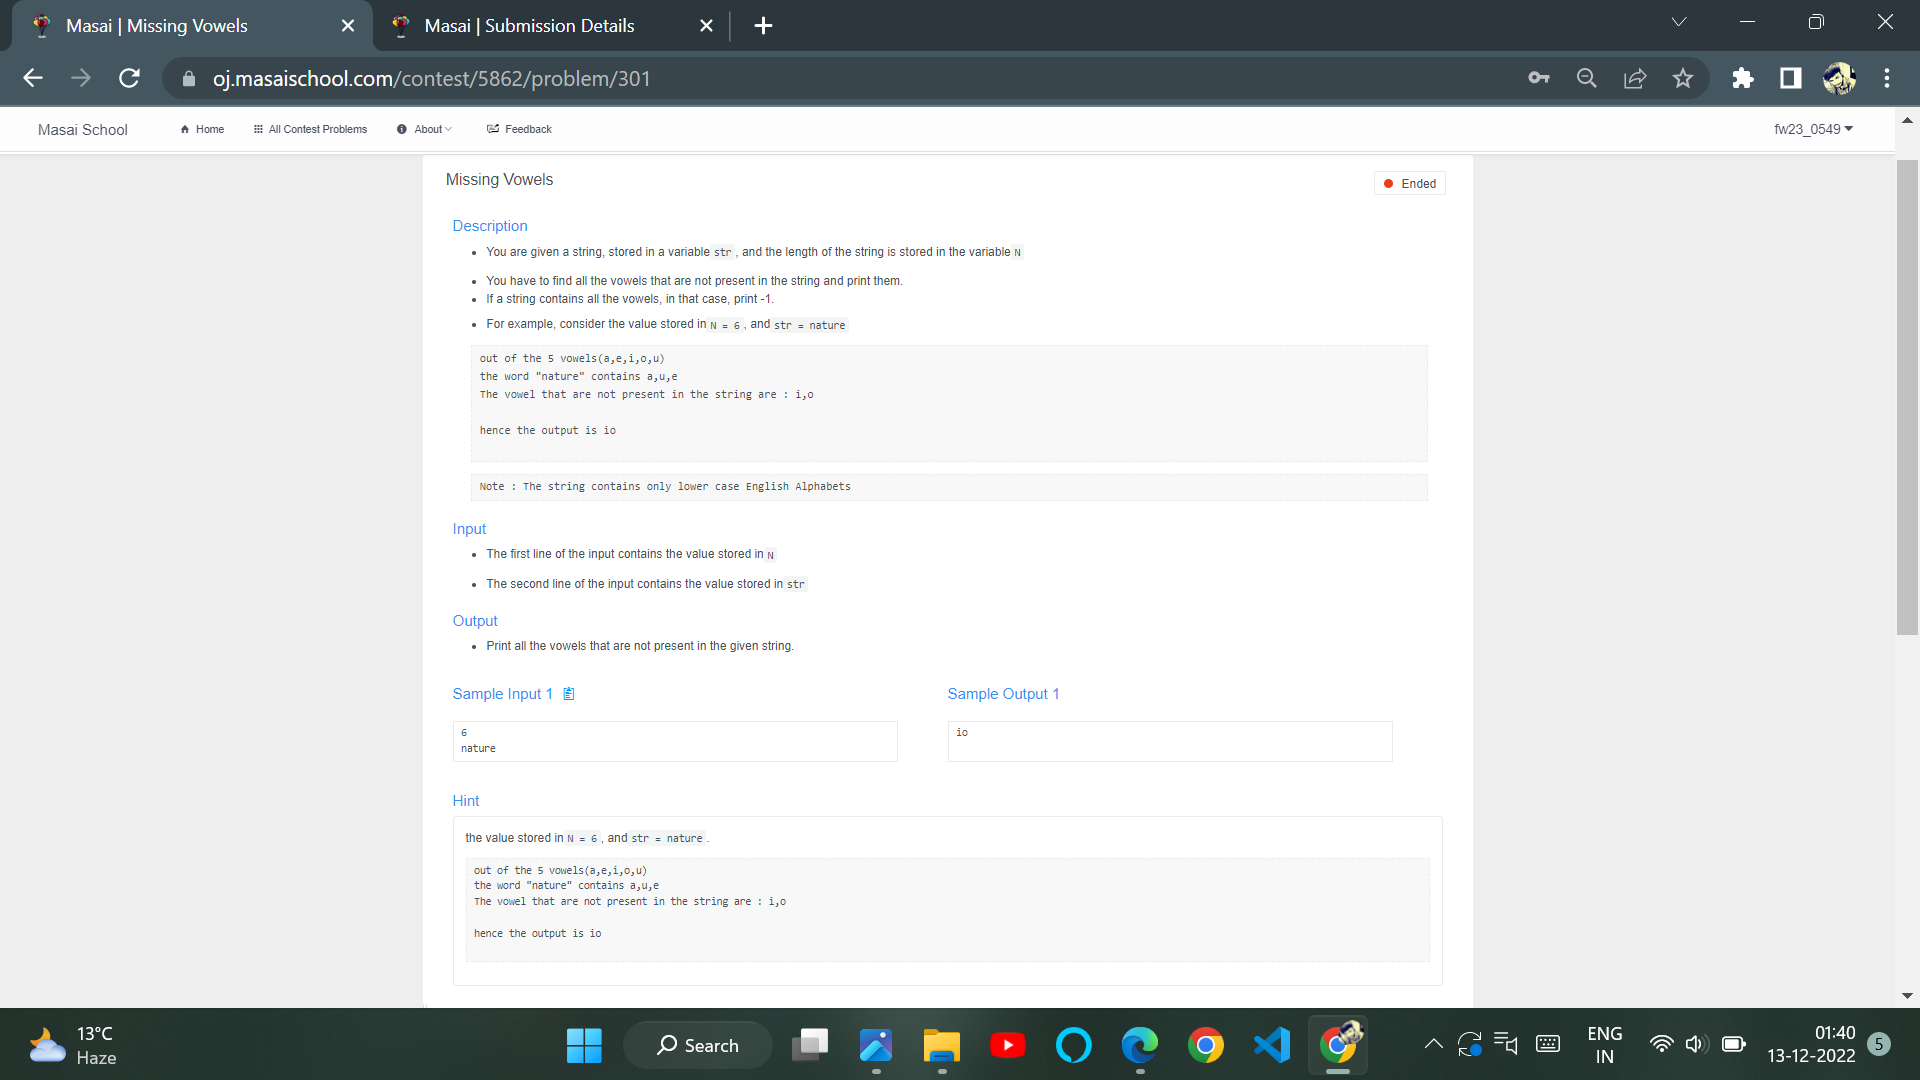 Masai | Missing Vowels
Masai | Submission Details
oj.masaischool.com/contest/5862/problem/301
Masai School Home All Contest Problems About Feedback fw23_0549
Missing Vowels
Ended
Description
You are given a string, stored in a variable str, and the length of the string is stored in the variable N
You have to find all the vowels that are not present in the string and print them.
If a string contains all the vowels, in that case, print -1.
For example, consider the value stored in N = 6, and str = nature
out of the 5 vowels(a,e,i,o,u)
the word "nature" contains a,u,e
The vowel that are not present in the string are : i,o
hence the output is io
Note : The string contains only lower case English Alphabets
Input
The first line of the input contains the value stored in N
The second line of the input contains the value stored in str
Output
Print all the vowels that are not present in the given string.
Sample Input 1
Sample Output 1
6
nature
io
Hint
the value stored in N = 6, and str = nature.
out of the 5 vowels(a,e,i,o,u)
the word "nature" contains a,u,e
The vowel that are not present in the string are : i,o
hence the output is io
13°C
Haze
Search
ENG
IN
01:40
13-12-2022
5